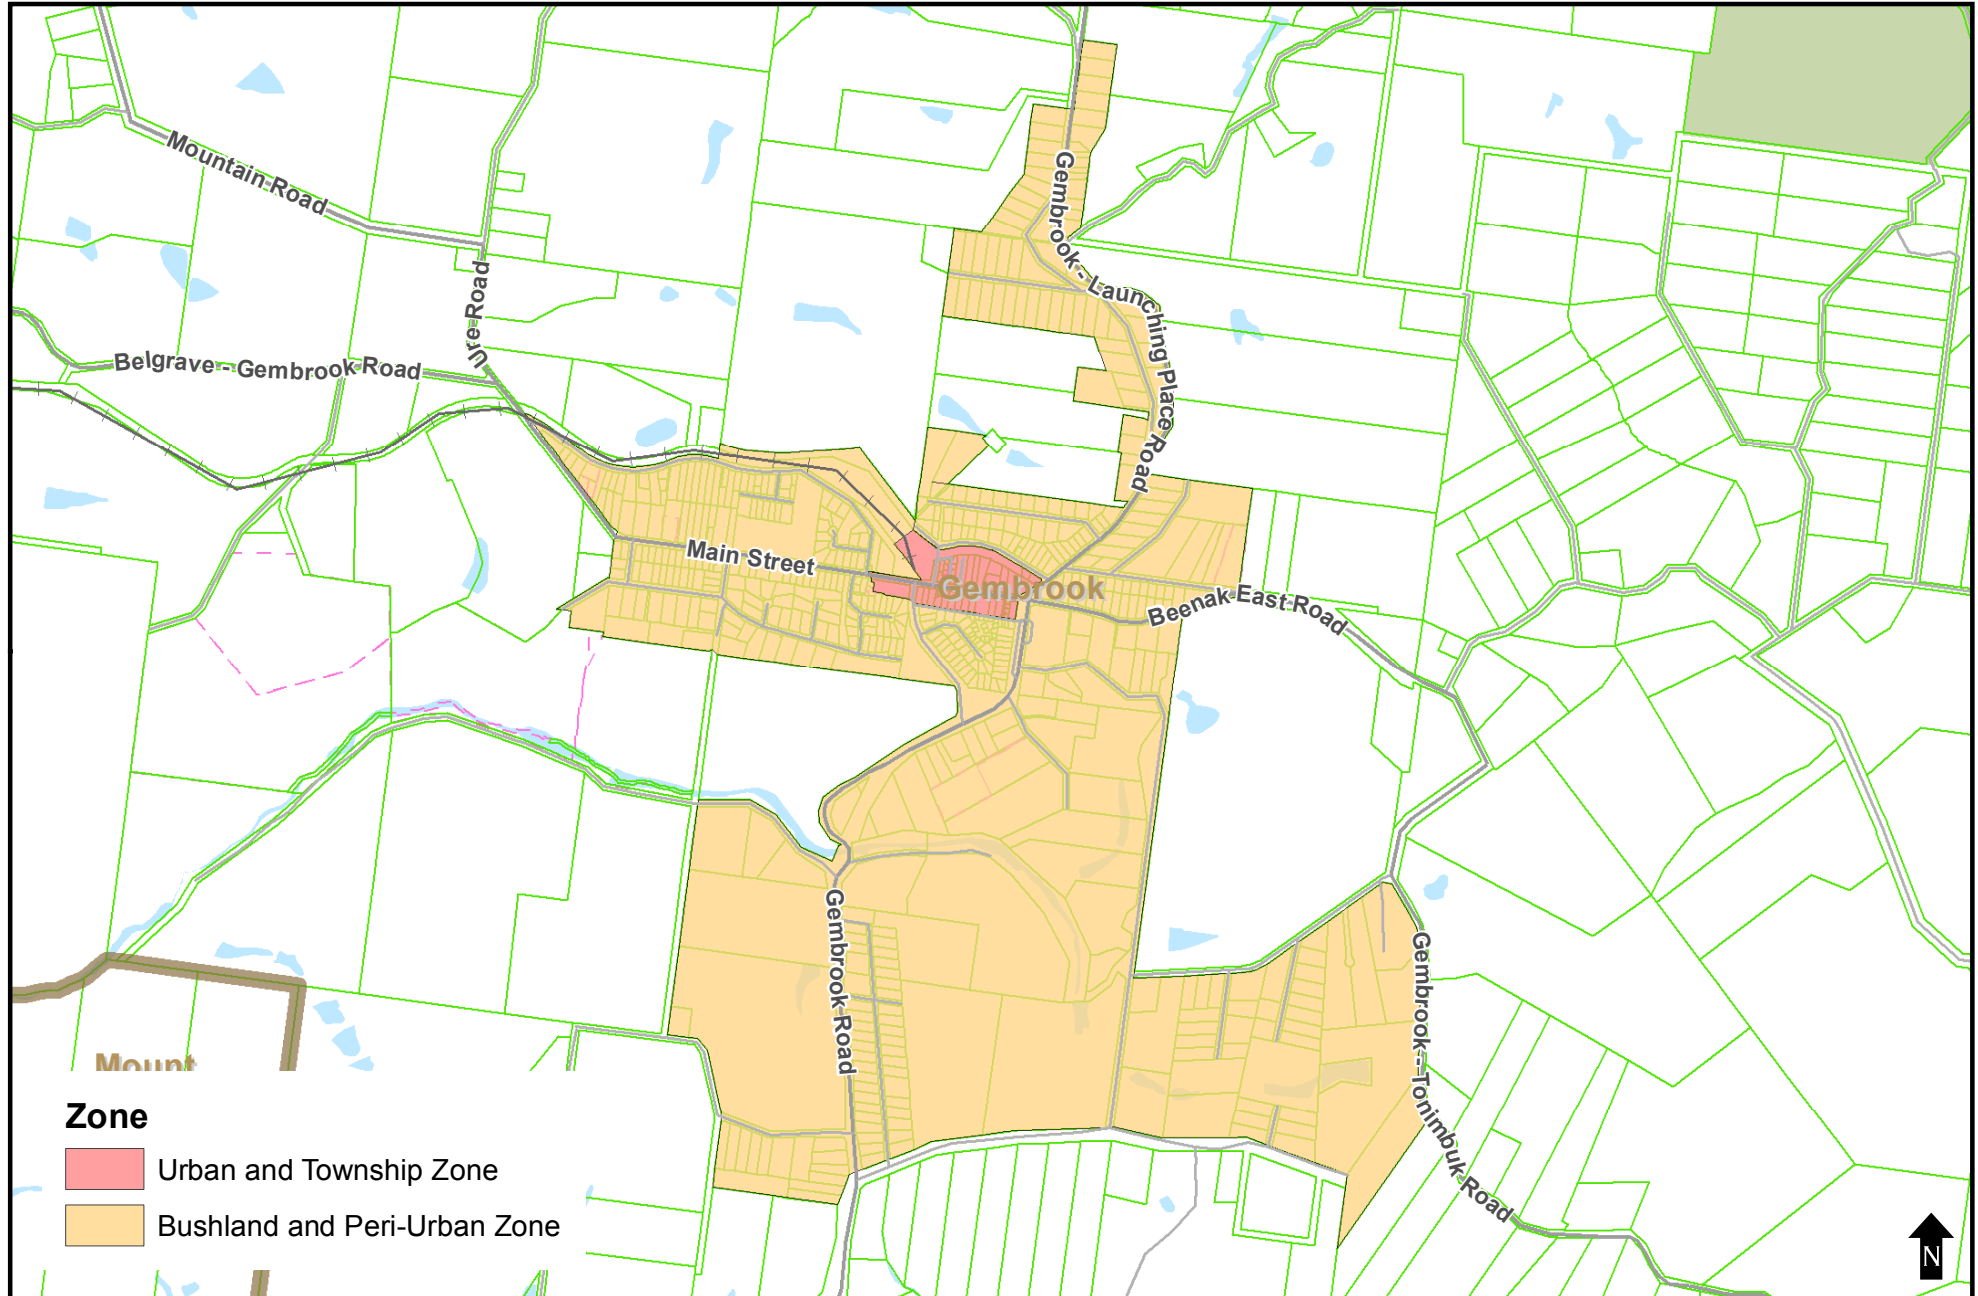 Mountain Road
Gembrook - Launching Place Road
Ure Road
Belgrave - Gembrook Road
Main Street
Gembrook
Beenak East Road
Gembrook Road
Gembrook - Tonimbuk Road
Mount
Zone
Urban and Township Zone
Bushland and Peri-Urban Zone
N